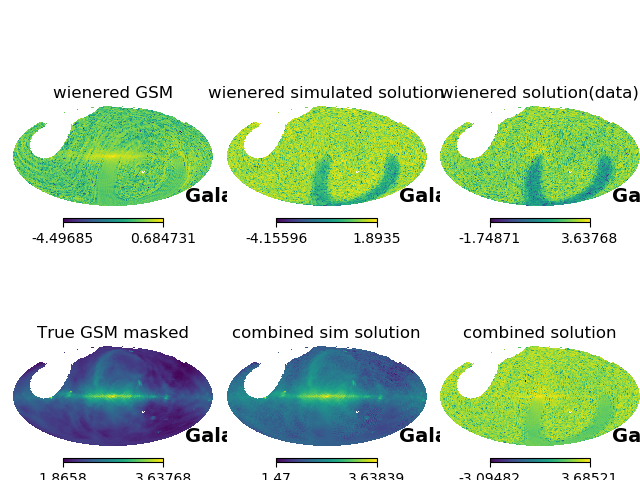 wienered GSM
wienered simulated solution
wienered solution(data)
Gala
Gala
Ga
-4.49685 0.684731
-4.15596 1.8935
-1.74871 3.63768
True GSM masked
combined sim solution
combined solution
Gala
Gala
Ga
1.8658 3.63768
1.47 3.63839
-3.09482 3.68521